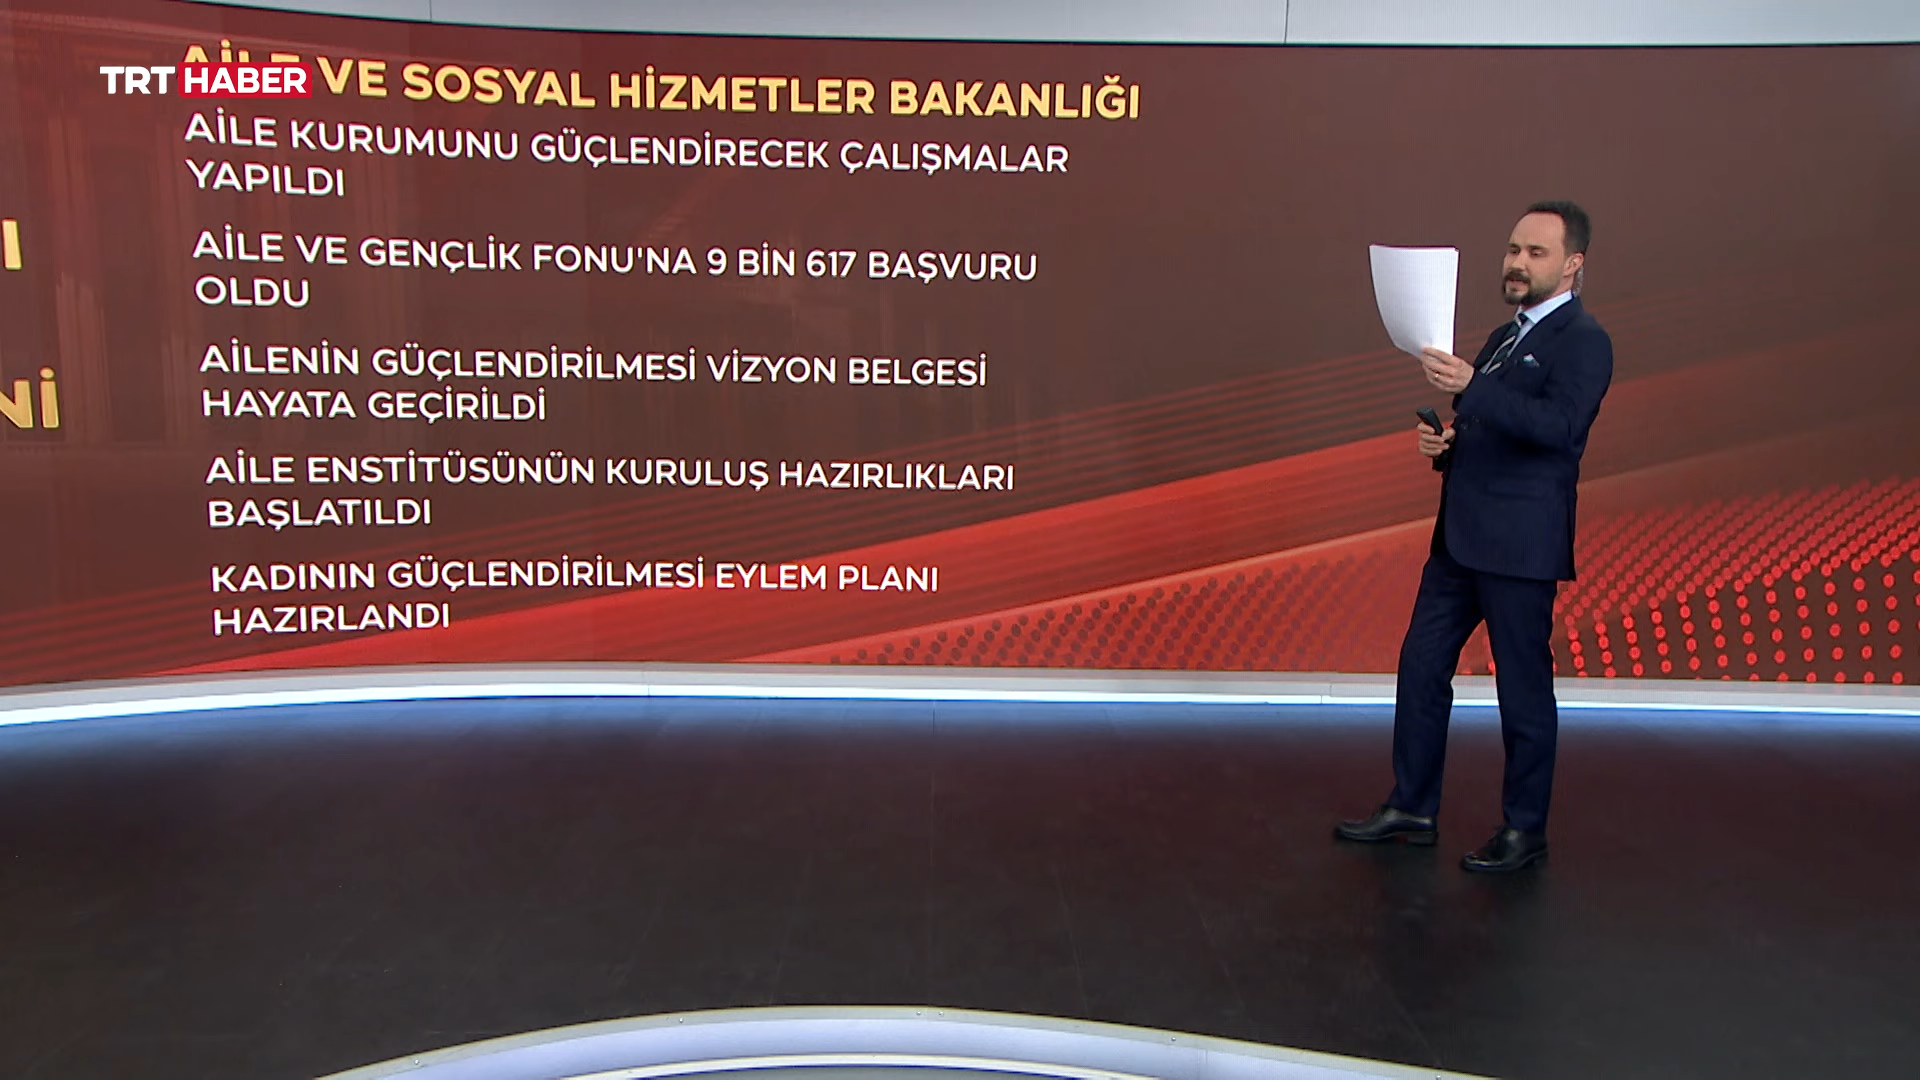 TRT HABER
AİLE VE SOSYAL HİZMETLER BAKANLIĞI
AİLE KURUMUNU GÜÇLENDİRECEK ÇALIŞMALAR
YAPILDI
AİLE VE GENÇLİK FONU'NA 9 BİN 617 BAŞVURU
OLDU
AİLENİN GÜÇLENDİRİLMESİ VİZYON BELGESİ
HAYATA GEÇİRİLDİ
AİLE ENSTİTÜSÜNÜN KURULUŞ HAZIRLIKLARI
BAŞLATILDI
KADININ GÜÇLENDİRİLMESİ EYLEM PLANI
HAZIRLANDI